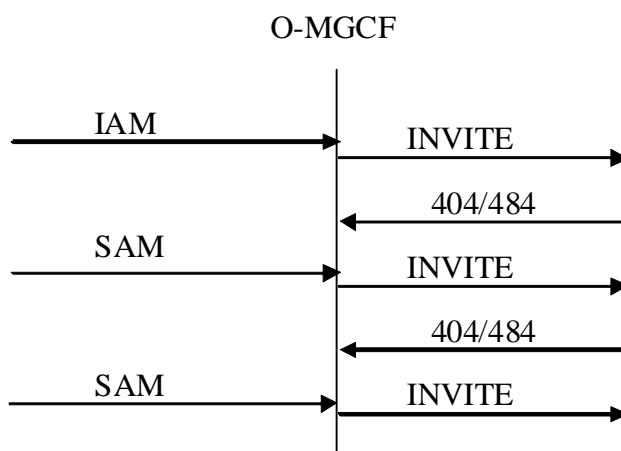 O-MGCF
IAM
INVITE
404/484
SAM
INVITE
404/484
SAM
INVITE